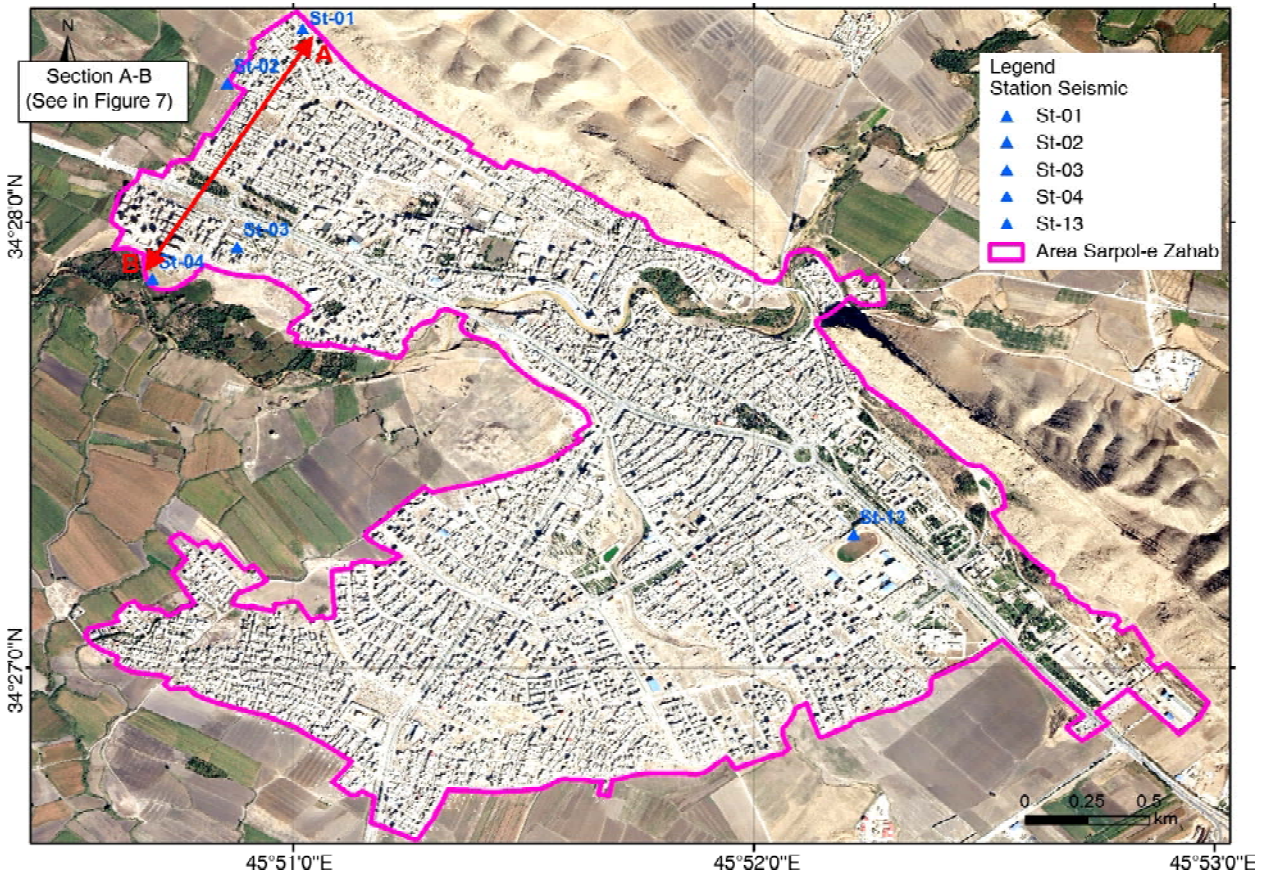 N
St-01
A
St-02
Section A-B
(See in Figure 7)
Legend
Station Seismic
St-01
St-02
St-03
St-04
St-13
Area Sarpol-e Zahab
34°28'0"N
St-03
B
St-04
St-13
34°27'0"N
0 0.25 0.5
km
45°51'0"E
45°52'0"E
45°53'0"E